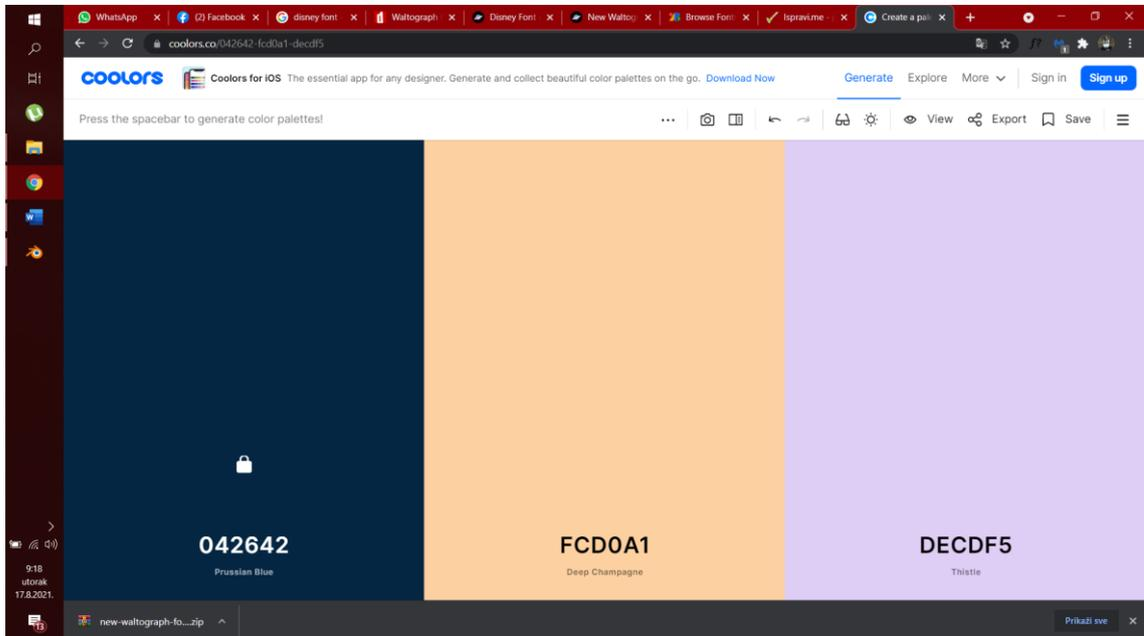 WhatsApp
(2) Facebook
disney font
Waltograph
Disney Font
New Waltog
Browse Font
Ispravi.me -
Create a pal
coolors.co/042642-fcd0a1-decdf5
coolors
Coolors for iOS The essential app for any designer. Generate and collect beautiful color palettes on the go. Download Now
Generate
Explore
More
Sign in
Sign up
Press the spacebar to generate color palettes!
View
Export
Save
042642
Prussian Blue
FCD0A1
Deep Champagne
DECDF5
Thistle
9:18
utorak
17.8.2021.
13
new-waltograph-fo....zip
Prikaži sve